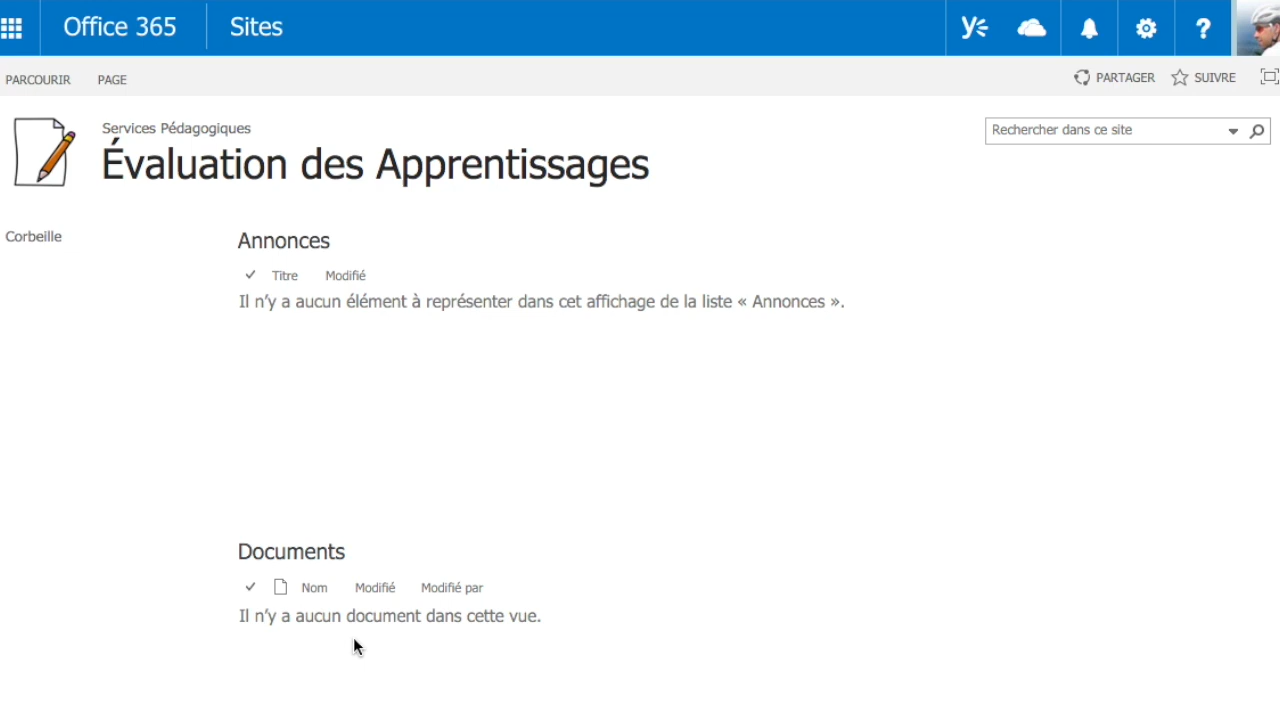 Office 365 Sites
PARCOURIR PAGE PARTAGER SUIVRE
Services Pédagogiques
Évaluation des Apprentissages
Rechercher dans ce site
Corbeille
Annonces
Titre Modifié
Il n'y a aucun élément à représenter dans cet affichage de la liste « Annonces ».
Documents
Nom Modifié Modifié par
Il n'y a aucun document dans cette vue.